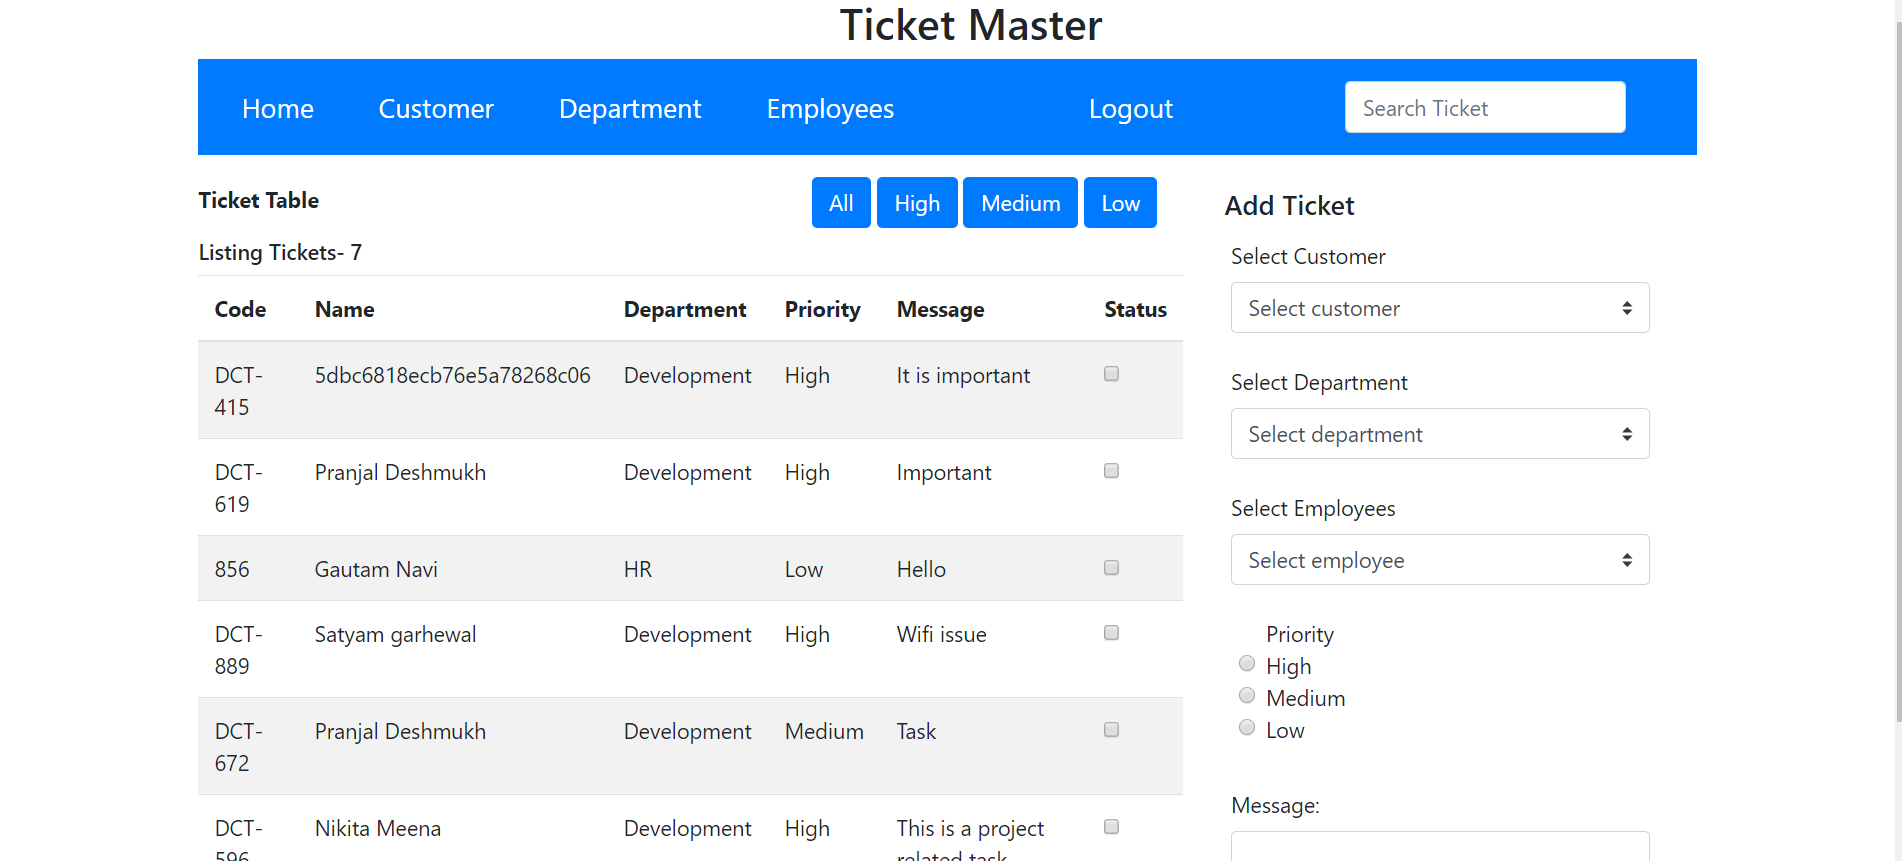 Ticket Master
Home Customer Department Employees Logout Search Ticket
Ticket Table All High Medium Low
Listing Tickets- 7
Code Name Department Priority Message Status
DCT- 5dbc6818ecb76e5a78268c06 Development High It is important
415
DCT- Pranjal Deshmukh Development High Important
619
856 Gautam Navi HR Low Hello
DCT- Satyam garhewal Development High Wifi issue
889
DCT- Pranjal Deshmukh Development Medium Task
672
DCT- Nikita Meena Development High This is a project
596 related task
Add Ticket
Select Customer
Select customer
Select Department
Select department
Select Employees
Select employee
Priority
High
Medium
Low
Message: